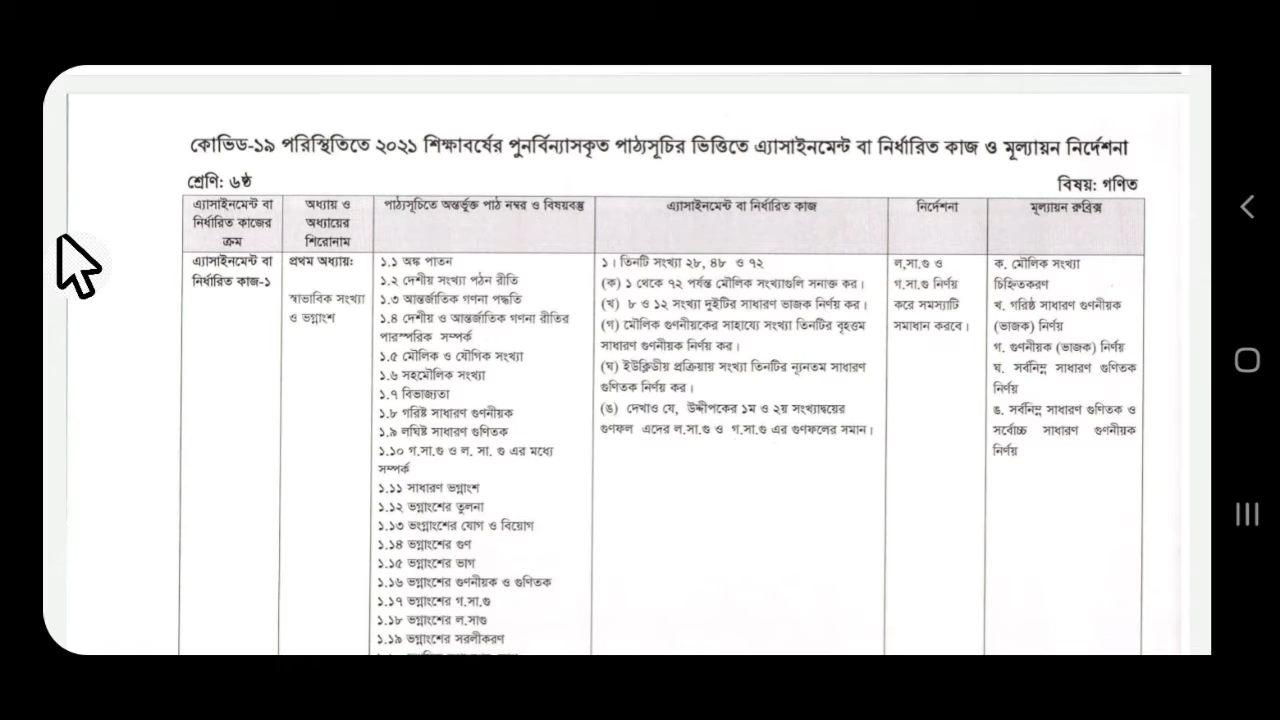 কোভিড-১৯ পরিস্থিতিতে ২০২১ শিক্ষাবর্ষের পুনর্বিন্যাসকৃত পাঠ্যসূচির ভিত্তিতে এ্যাসাইনমেন্ট বা নির্ধারিত কাজ ও মূল্যায়ন নির্দেশনা
শ্রেণি: ৬ষ্ঠ
বিষয়: গণিত
এ্যাসাইনমেন্ট বা
নির্ধারিত কাজের
ক্রম
অধ্যায় ও
অধ্যায়ের
শিরোনাম
পাঠ্যসূচিতে অন্তর্ভুক্ত পাঠ নম্বর ও বিষয়বস্তু
এ্যাসাইনমেন্ট বা নির্ধারিত কাজ
নির্দেশনা
মূল্যায়ন রুব্রিক্স
এ্যাসাইনমেন্ট বা
নির্ধারিত কাজ-১
প্রথম অধ্যায়:
স্বাভাবিক সংখ্যা
ও ভগ্নাংশ
১.১ অঙ্ক পাতন
১.২ দেশীয় সংখ্যা পঠন রীতি
১.৩ আন্তর্জাতিক গণনা পদ্ধতি
১.৪ দেশীয় ও আন্তর্জাতিক গণনা রীতির
পারস্পরিক সম্পর্ক
১.৫ মৌলিক ও যৌগিক সংখ্যা
১.৬ সহমৌলিক সংখ্যা
১.৭ বিভাজ্যতা
১.৮ গরিষ্ট সাধারণ গুণনীয়ক
১.৯ লঘিষ্ট সাধারণ গুণিতক
১.১০ গ.সা.গু ও ল. সা. গু এর মধ্যে
সম্পর্ক
১.১১ সাধারণ ভগ্নাংশ
১.১২ ভগ্নাংশের তুলনা
১.১৩ ভংগ্নাংশের যোগ ও বিয়োগ
১.১৪ ভগ্নাংশের গুণ
১.১৫ ভগ্নাংশের ভাগ
১.১৬ ভগ্নাংশের গুণনীয়ক ও গুণিতক
১.১৭ ভগ্নাংশের গ.সা.গু
১.১৮ ভগ্নাংশের ল.সাগু
১.১৯ ভগ্নাংশের সরলীকরণ
১। তিনটি সংখ্যা ২৮, ৪৮ ও ৭২
(ক) ১ থেকে ৭২ পর্যন্ত মৌলিক সংখ্যাগুলি সনাক্ত কর।
(খ) ৮ ও ১২ সংখ্যা দুইটির সাধারণ ভাজক নির্ণয় কর।
(গ) মৌলিক গুণনীয়কের সাহায্যে সংখ্যা তিনটির বৃহত্তম
সাধারণ গুণনীয়ক নির্ণয় কর।
(ঘ) ইউক্লিডীয় প্রক্রিয়ায় সংখ্যা তিনটির ন্যূনতম সাধারণ
গুণিতক নির্ণয় কর।
(ঙ) দেখাও যে, উদ্দীপকের ১ম ও ২য় সংখ্যাদ্বয়ের
গুণফল এদের ল.সা.গু ও গ.সা.গু এর গুণফলের সমান।
ল,সা.গু ও
গ.সা.গু নির্ণয়
করে সমস্যাটি
সমাধান করবে।
ক. মৌলিক সংখ্যা
চিহ্নিতকরণ
খ. গরিষ্ঠ সাধারণ গুণনীয়ক
(ভাজক) নির্ণয়
গ. গুণনীয়ক (ভাজক) নির্ণয়
ঘ. সর্বনিম্ন সাধারণ গুণিতক
নির্ণয়
ঙ. সর্বনিম্ন সাধারণ গুণিতক ও
সর্বোচ্চ সাধারণ গুণনীয়ক
নির্ণয়